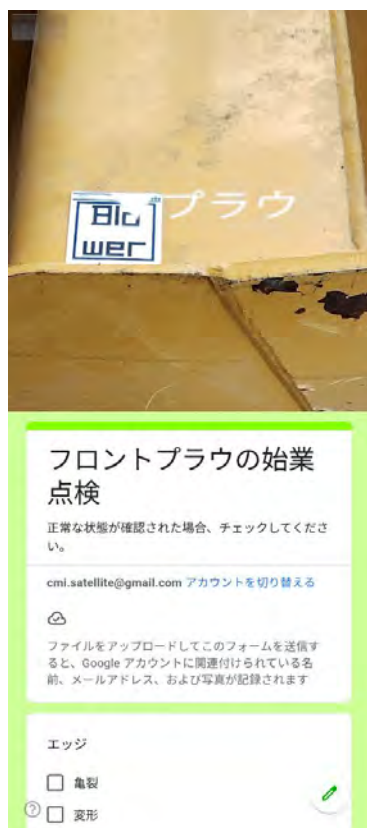 Blo
wer
プラウ
フロントプラウの始業
点検
正常な状態が確認された場合、チェックしてくださ
い。
cmi.satellite@gmail.com アカウントを切り替える
ファイルをアップロードしてこのフォームを送信す
ると、Google アカウントに関連付けられている名
前、メールアドレス、および写真が記録されます
エッジ
亀裂
変形